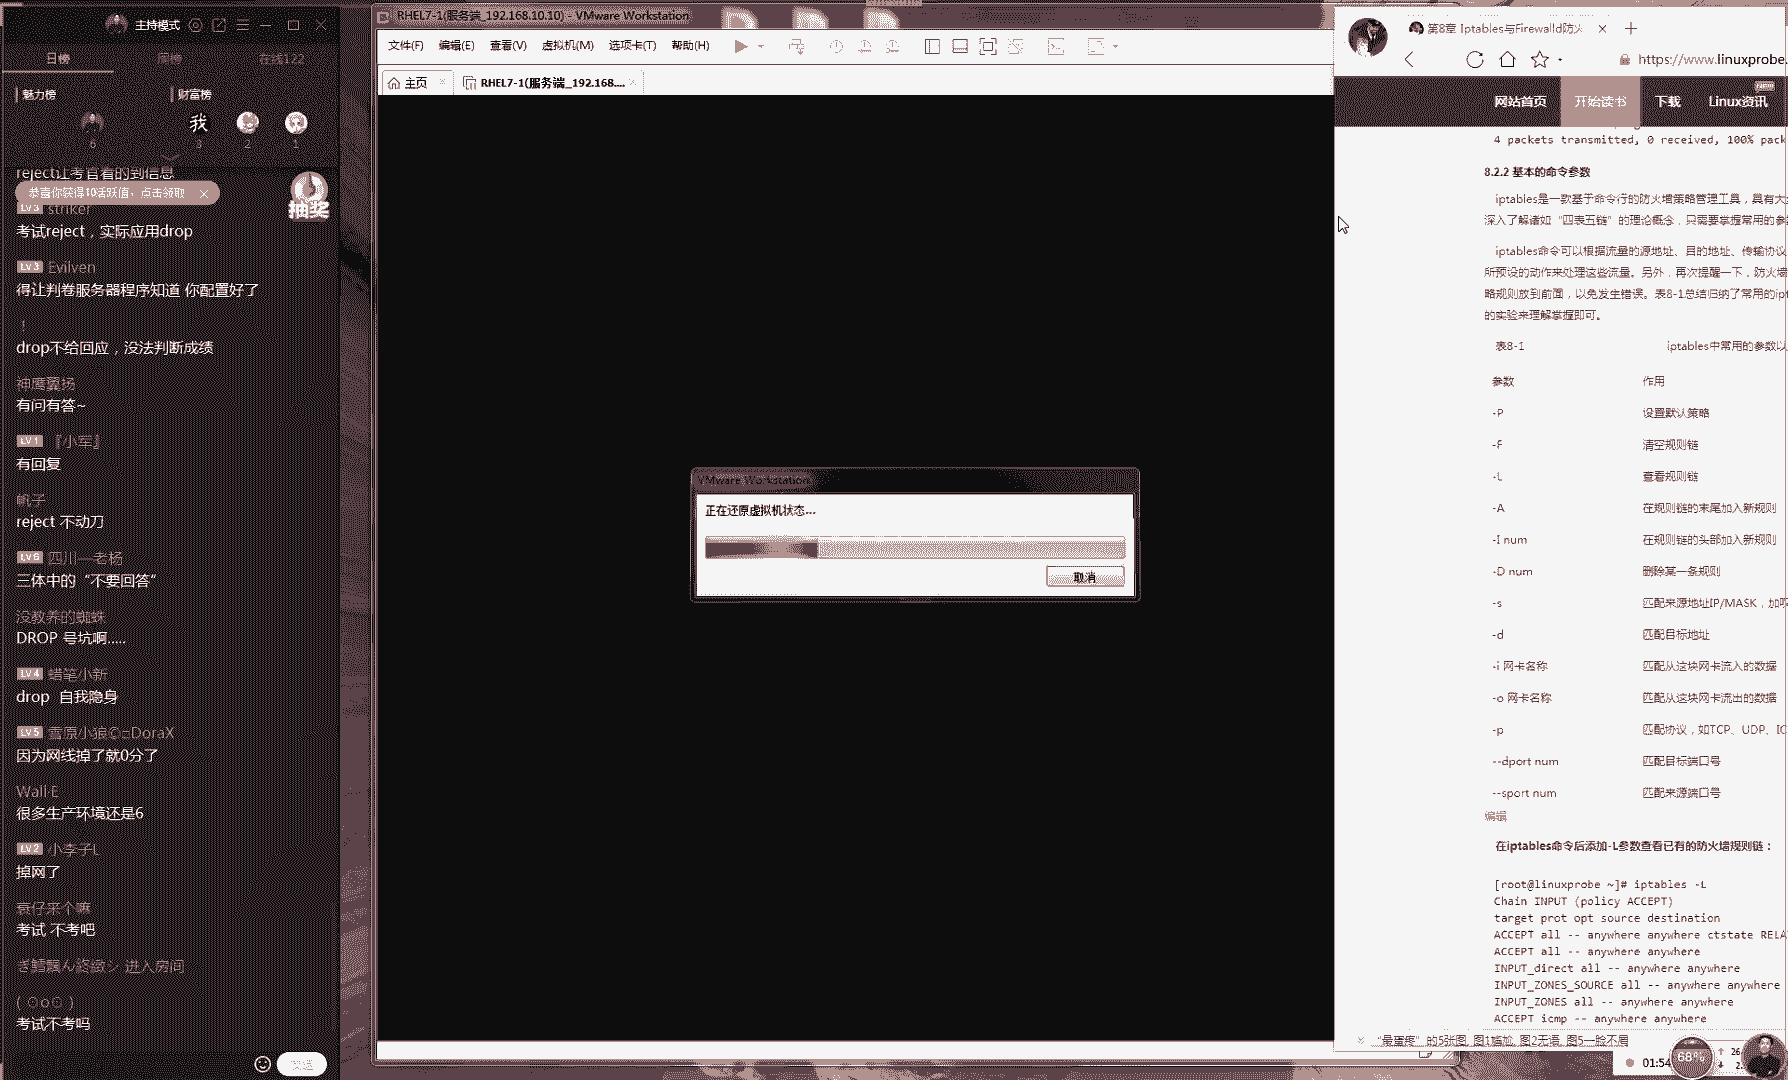 主持模式
日榜
周榜
在线122
魅力榜
财富榜
我
6
3
2
1
reject让考官看的到信息
恭喜你获得10活跃值，点击领取
抽奖
LV3 striker
考试reject，实际应用drop
LV3 Evilven
得让判卷服务器程序知道 你配置好了
！
drop不给回应，没法判断成绩
神鹰翼扬
有问有答~
LV1 『小军』
有回复
帆子
reject 不动刀
LV6 四川—老杨
三体中的“不要回答”
没教养的蜘蛛
DROP 号坑啊.....
LV4 蜡笔小新
drop 自我隐身
LV5
因为网线掉了就0分了
Wall·E
很多生产环境还是6
LV2 小李子L
掉网了
袁仔来个嘛
考试 不考吧
进入房间
( ⊙o⊙ )
考试不考吗
发送
RHEL7-1(服务端_192.168.10.10) - VMware Workstation
文件(F) 编辑(E) 查看(V) 虚拟机(M) 选项卡(T) 帮助(H)
主页
RHEL7-1(服务端_192.168....
VMware Workstation
正在还原虚拟机状态...
取消
第8章 Iptables与Firewalld防火
https://www.linuxprobe.
网站首页 开始读书 下载 Linux资讯
4 packets transmitted, 0 received, 100% pack
8.2.2 基本的命令参数
iptables是一款基于命令行的防火墙策略管理工具，具有大
深入了解诸如“四表五链”的理论概念，只需要掌握常用的参
iptables命令可以根据流量的源地址、目的地址、传输协议
所预设的动作来处理这些流量。另外，再次提醒一下，防火墙
略规则放到前面，以免发生错误。表8-1总结归纳了常用的ipt
的实验来理解掌握即可。
表8-1 iptables中常用的参数以
参数 作用
-P 设置默认策略
-F 清空规则链
-L 查看规则链
-A 在规则链的末尾加入新规则
-I num 在规则链的头部加入新规则
-D num 删除某一条规则
-s 匹配来源地址IP/MASK，加
-d 匹配目标地址
-i 网卡名称 匹配从这块网卡流入的数据
-o 网卡名称 匹配从这块网卡流出的数据
-p 匹配协议，如TCP、UDP、IC
--dport num 匹配目标端口号
--sport num 匹配来源端口号
编辑
在iptables命令后添加-L参数查看已有的防火墙规则链：
[root@linuxprobe ~]# iptables -L
Chain INPUT (policy ACCEPT)
target prot opt source destination
ACCEPT all -- anywhere anywhere ctstate RELA
ACCEPT all -- anywhere anywhere
INPUT_direct all -- anywhere anywhere
INPUT_ZONES_SOURCE all -- anywhere anywhere
INPUT_ZONES all -- anywhere anywhere
ACCEPT icmp -- anywhere anywhere
“最蛋疼”的5张图, 图1尴尬, 图2无语, 图5一脸不屑
01:54
68%